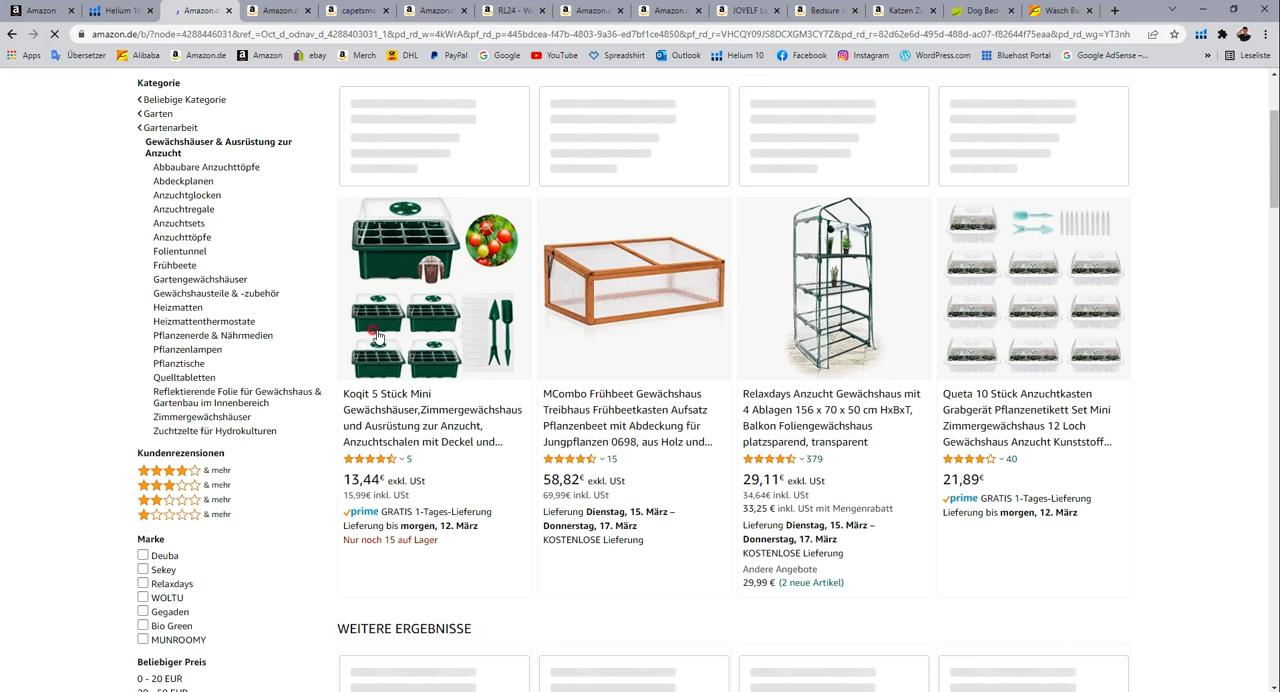 Amazon
Helium 1(
Amazon.d
Amazon.d
capetsme
Amazon.d
RL24 - Wo
Amazon.d
Amazon.d
JOYELF La
Bedsure s
Katzen Zu
Dog Bed-
Wasch Ba
amazon.de/b/?node=4288446031&ref_=Oct_d_odnav_d_4288403031_1&pd_rd_w=4kWrA&pf_rd_p=445bdcea-f47b-4803-9a36-ed7bf1ce4850&pf_rd_r=VHCQY09JS8DCXGM3CY7Z&pd_rd_r=82d62e6d-495d-488d-ac07-f82644f75eaa&pd_rd_wg=YT3nh
Apps
Übersetzer
Alibaba
Amazon.de
Amazon
ebay
Merch
DHL
PayPal
Google
YouTube
Spreadshirt
Outlook
Helium 10
Facebook
Instagram
WordPress.com
Bluehost Portal
Google AdSense –...
»
Leseliste
Kategorie
Beliebige Kategorie
Garten
Gartenarbeit
Gewächshäuser & Ausrüstung zur
Anzucht
Abbaubare Anzuchttöpfe
Abdeckplanen
Anzuchtglocken
Anzuchtregale
Anzuchtsets
Anzuchttöpfe
Folientunnel
Frühbeete
Gartengewächshäuser
Gewächshausteile & -zubehör
Heizmatten
Heizmattenthermostate
Pflanzenerde & Nährmedien
Pflanzenlampen
Pflanztische
Quelltabletten
Reflektierende Folie für Gewächshaus &
Gartenbau im Innenbereich
Zimmergewächshäuser
Zuchtzelte für Hydrokulturen
Kundenrezensionen
& mehr
& mehr
& mehr
& mehr
Marke
Deuba
Sekey
Relaxdays
WOLTU
Gegaden
Bio Green
MUNROOMY
Beliebiger Preis
0 - 20 EUR
20 - 50 EUR
Koqit 5 Stück Mini
Gewächshäuser,Zimmergewächshaus
und Ausrüstung zur Anzucht,
Anzuchtschalen mit Deckel und...
5
13,44€ exkl. USt
15,99€ inkl. USt
prime GRATIS 1-Tages-Lieferung
Lieferung bis morgen, 12. März
Nur noch 15 auf Lager
MCombo Frühbeet Gewächshaus
Treibhaus Frühbeetkasten Aufsatz
Pflanzenbeet mit Abdeckung für
Jungpflanzen 0698, aus Holz und...
15
58,82€ exkl. USt
69,99€ inkl. USt
Lieferung Dienstag, 15. März –
Donnerstag, 17. März
KOSTENLOSE Lieferung
Relaxdays Anzucht Gewächshaus mit
4 Ablagen 156 x 70 x 50 cm HxBxT,
Balkon Foliengewächshaus
platzsparend, transparent
379
29,11€ exkl. USt
34,64€ inkl. USt
33,25 € inkl. USt mit Mengenrabatt
Lieferung Dienstag, 15. März –
Donnerstag, 17. März
KOSTENLOSE Lieferung
Andere Angebote
29,99 € (2 neue Artikel)
Queta 10 Stück Anzuchtkasten
Grabgerät Pflanzenetikett Set Mini
Zimmergewächshaus 12 Loch
Gewächshaus Anzucht Kunststoff...
40
21,89€
prime GRATIS 1-Tages-Lieferung
Lieferung bis morgen, 12. März
WEITERE ERGEBNISSE